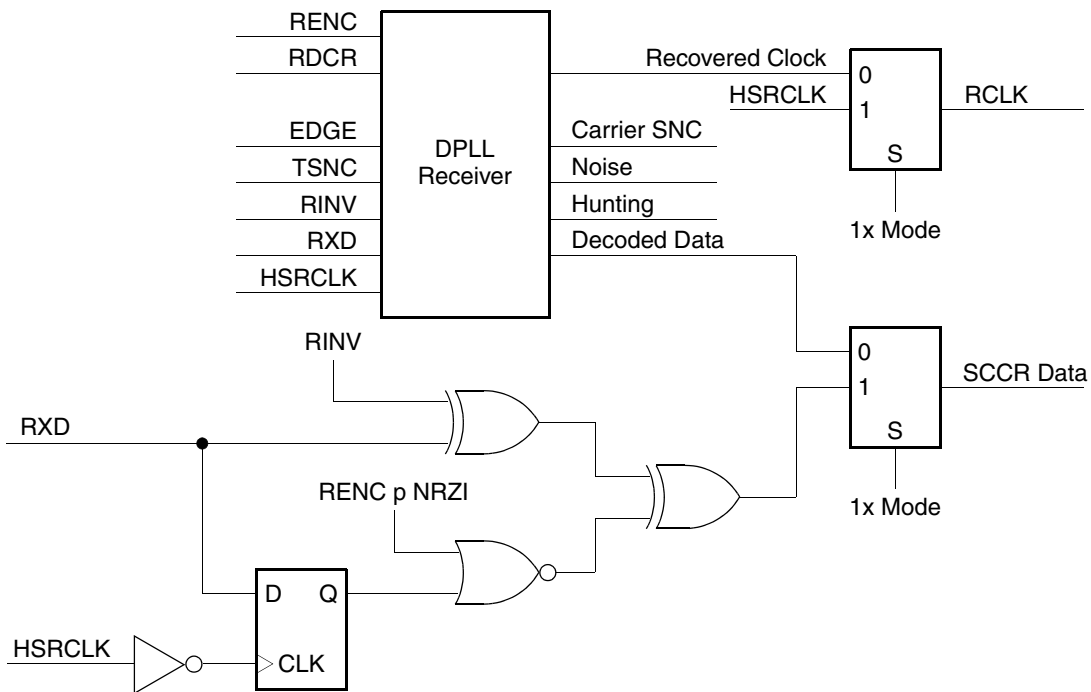 RENC
RDCR
EDGE
TSNC
RINV
RXD
HSRCLK
DPLL
Receiver
Recovered Clock
Carrier SNC
Noise
Hunting
Decoded Data
HSRCLK
0
1
S
RCLK
1x Mode
RINV
RXD
RENC p NRZI
D Q
CLK
HSRCLK
0
1
S
SCCR Data
1x Mode